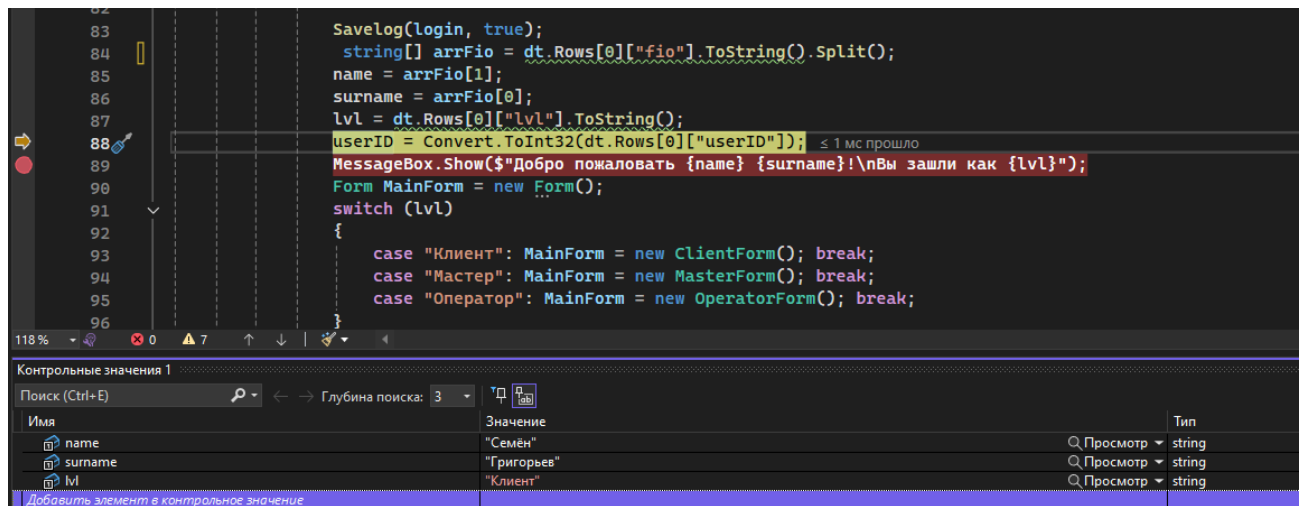 82
83 Savelog(login, true);
84 string[] arrFio = dt.Rows[0]["fio"].ToString().Split();
85 name = arrFio[1];
86 surname = arrFio[0];
87 lvl = dt.Rows[0]["lvl"].ToString();
88 userID = Convert.ToInt32(dt.Rows[0]["userID"]); ≤ 1 мс прошло
89 MessageBox.Show($"Добро пожаловать {name} {surname}!\nВы зашли как {lvl}");
90 Form MainForm = new Form();
91 switch (lvl)
92 {
93 case "Клиент": MainForm = new ClientForm(); break;
94 case "Мастер": MainForm = new MasterForm(); break;
95 case "Оператор": MainForm = new OperatorForm(); break;
96 }
118 % 0 7
Контрольные значения 1
Поиск (Ctrl+E) Глубина поиска: 3
Имя Значение Тип
name "Семён" Просмотр string
surname "Григорьев" Просмотр string
lvl "Клиент" Просмотр string
Добавить элемент в контрольное значение